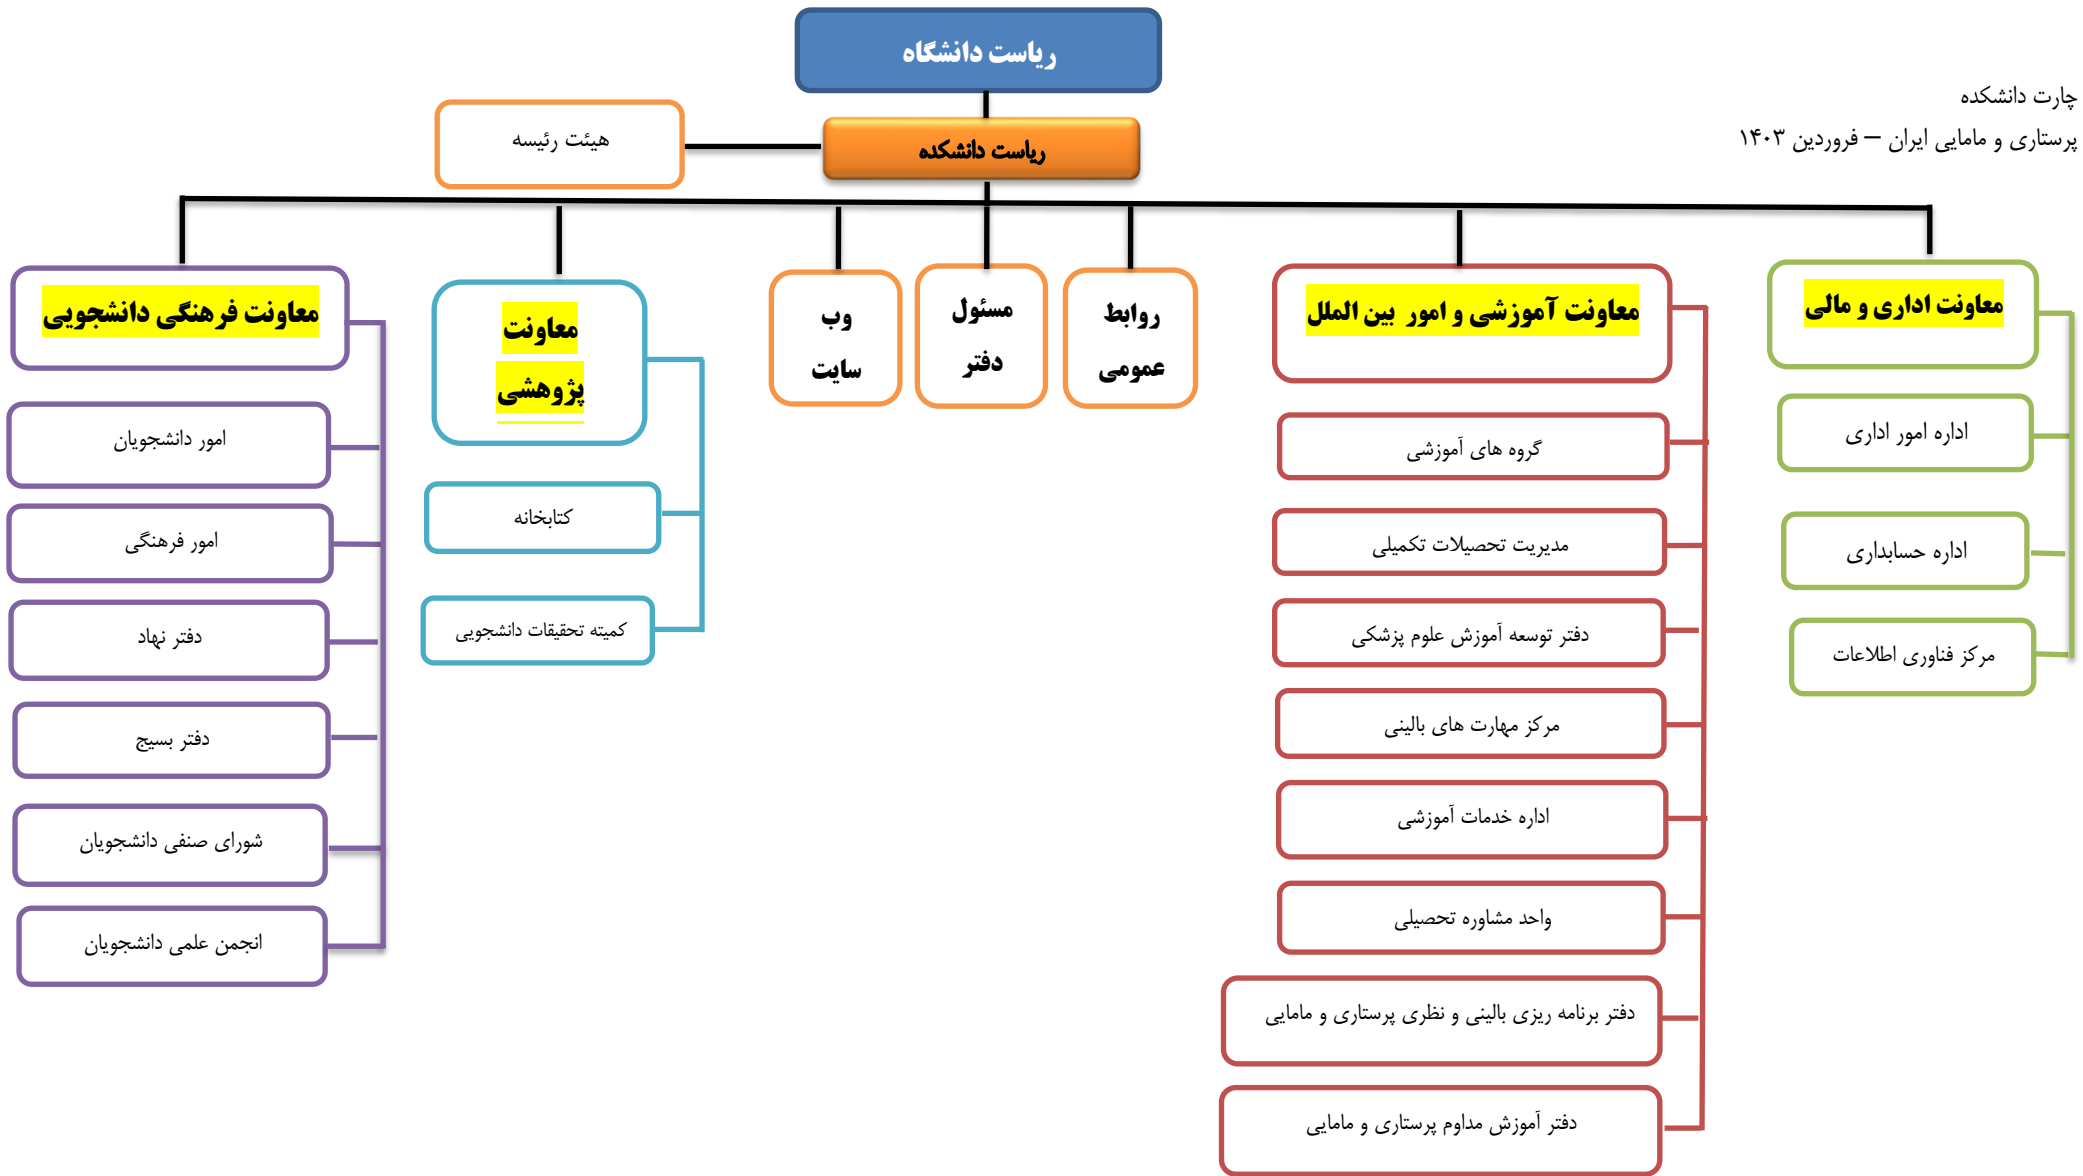 ریاست دانشگاه
چارت دانشکده
پرستاری و مامایی ایران – فروردین ۱۴۰۳
ریاست دانشکده
هیئت رئیسه
معاونت اداری و مالی
اداره امور اداری
اداره حسابداری
مرکز فناوری اطلاعات
معاونت آموزشی و امور بین الملل
گروه های آموزشی
مدیریت تحصیلات تکمیلی
دفتر توسعه آموزش علوم پزشکی
مرکز مهارت های بالینی
اداره خدمات آموزشی
واحد مشاوره تحصیلی
دفتر برنامه ریزی بالینی و نظری پرستاری و مامایی
دفتر آموزش مداوم پرستاری و مامایی
روابط
عمومی
مسئول
دفتر
وب
سایت
معاونت
پژوهشی
کتابخانه
کمیته تحقیقات دانشجویی
معاونت فرهنگی دانشجویی
امور دانشجویان
امور فرهنگی
دفتر نهاد
دفتر بسیج
شورای صنفی دانشجویان
انجمن علمی دانشجویان